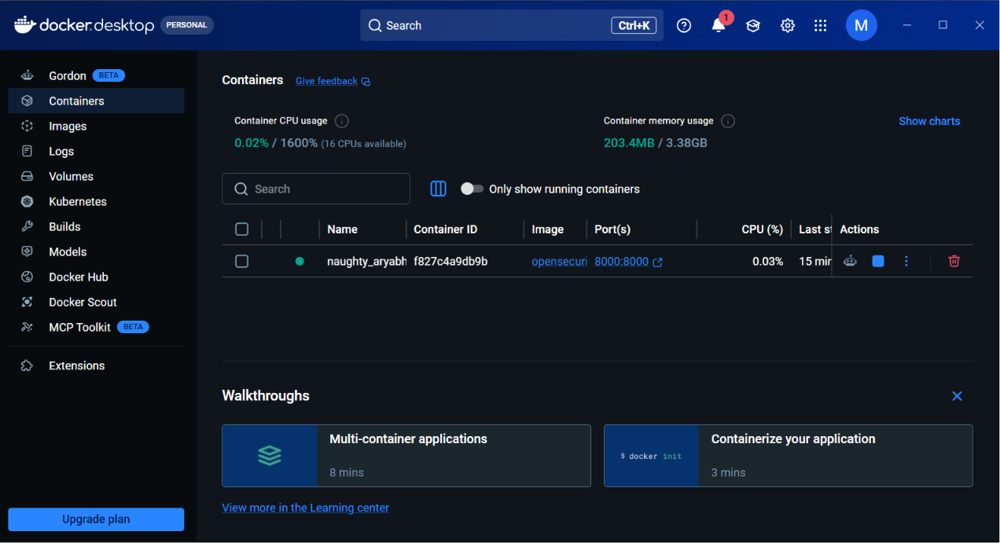 docker.desktop PERSONAL Search Ctrl+K 1 M
Gordon BETA
Containers
Images
Logs
Volumes
Kubernetes
Builds
Models
Docker Hub
Docker Scout
MCP Toolkit BETA
Extensions
Upgrade plan
Containers Give feedback
Container CPU usage
0.02% / 1600% (16 CPUs available)
Container memory usage
203.4MB / 3.38GB
Show charts
Search Only show running containers
Name Container ID Image Port(s) CPU (%) Last st Actions
naughty_aryabh f827c4a9db9b opensecuri 8000:8000 0.03% 15 min
Walkthroughs
Multi-container applications
8 mins
$ docker init
Containerize your application
3 mins
View more in the Learning center